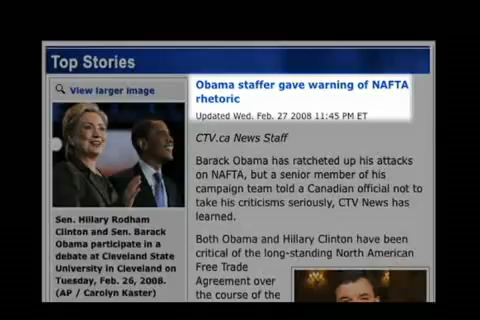 Top Stories
View larger image
Sen. Hillary Rodham
Clinton and Sen. Barack
Obama participate in a
debate at Cleveland State
University in Cleveland on
Tuesday, Feb. 26, 2008.
(AP / Carolyn Kaster)
Obama staffer gave warning of NAFTA
rhetoric
Updated Wed. Feb. 27 2008 11:45 PM ET
CTV.ca News Staff
Barack Obama has ratcheted up his attacks
on NAFTA, but a senior member of his
campaign team told a Canadian official not to
take his criticisms seriously, CTV News has
learned.
Both Obama and Hillary Clinton have been
critical of the long-standing North American
Free Trade
Agreement over
the course of the